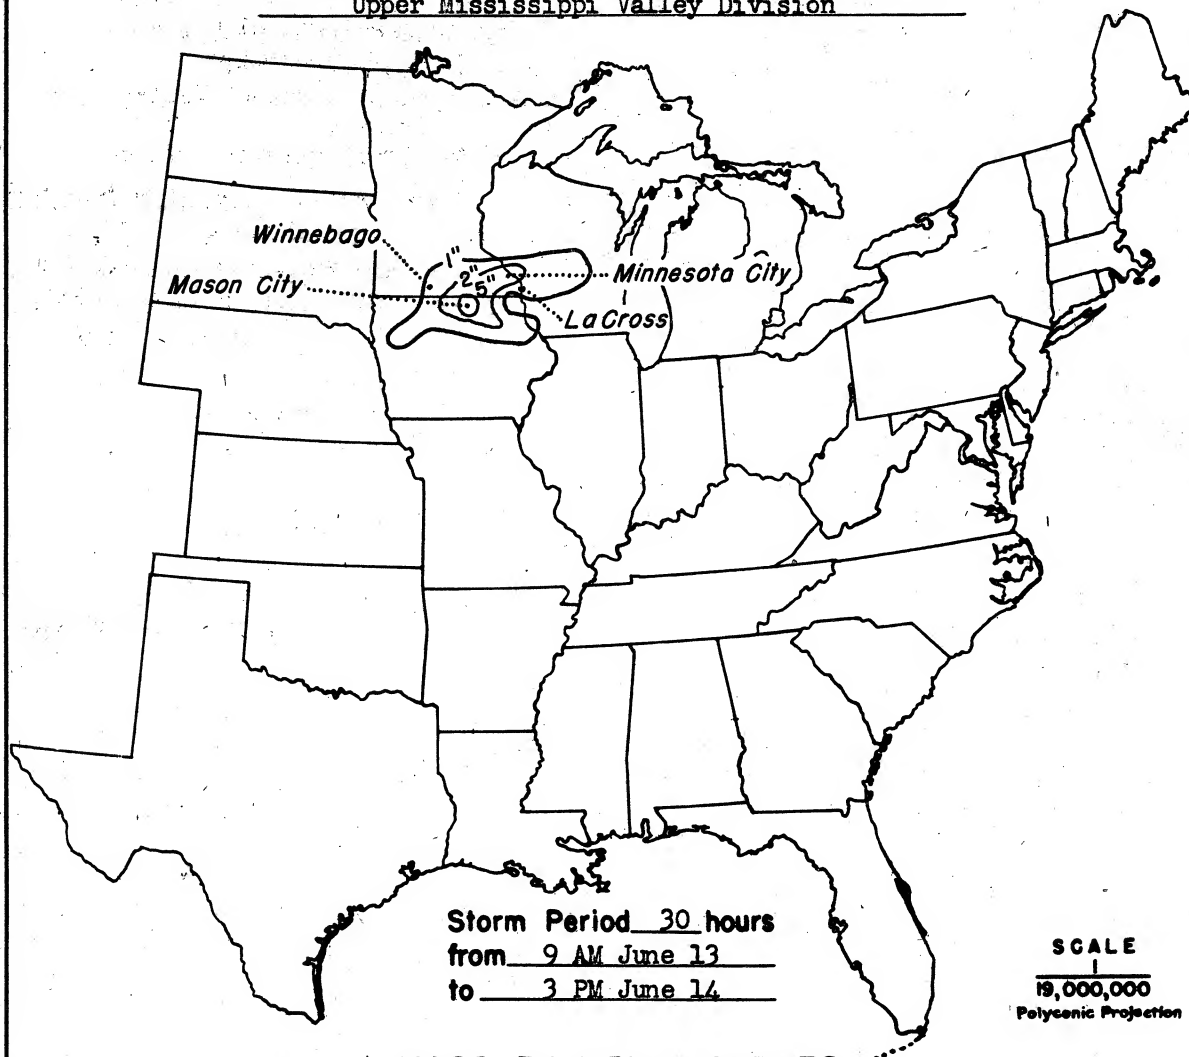 Upper Mississippi Valley Division
Winnebago
1"
2"
5"
Minnesota City
Mason City
La Cross
Storm Period 30 hours
from 9 AM June 13
to 3 PM June 14
SCALE
1
19,000,000
Polyconic Projection